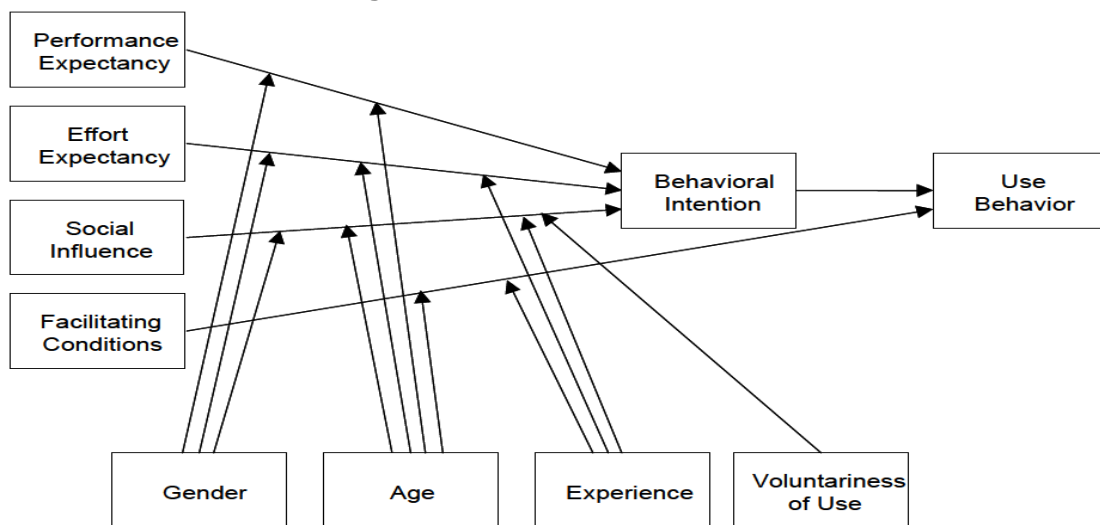 Performance
Expectancy
Effort
Expectancy
Social
Influence
Facilitating
Conditions
Behavioral
Intention
Use
Behavior
Gender
Age
Experience
Voluntariness
of Use